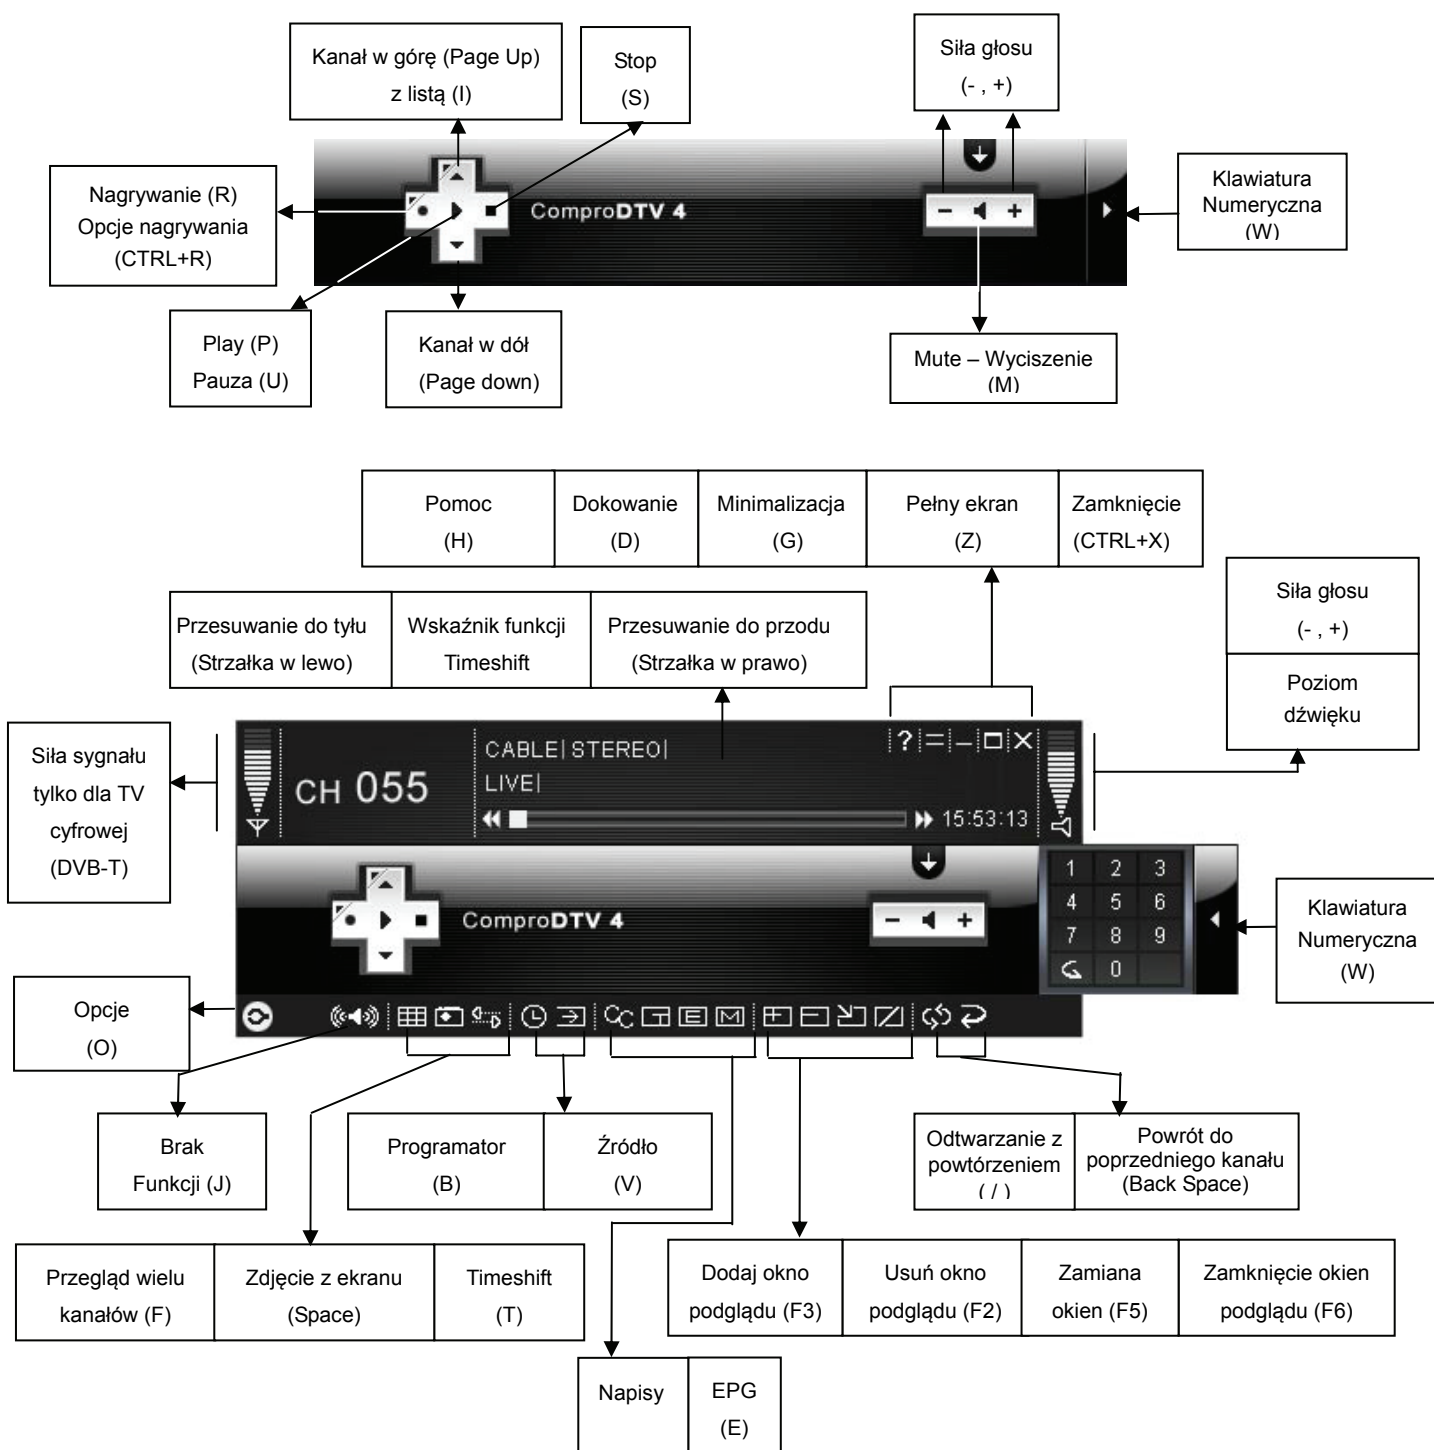 Kanał w górę (Page Up)
z listą (I)
Stop
(S)
Siła głosu
(- , +)
Nagrywanie (R)
Opcje nagrywania
(CTRL+R)
ComproDTV 4
Klawiatura
Numeryczna
(W)
Play (P)
Pauza (U)
Kanał w dół
(Page down)
Mute – Wyciszenie
(M)
Pomoc
(H)
Dokowanie
(D)
Minimalizacja
(G)
Pełny ekran
(Z)
Zamknięcie
(CTRL+X)
Przesuwanie do tyłu
(Strzałka w lewo)
Wskaźnik funkcji
Timeshift
Przesuwanie do przodu
(Strzałka w prawo)
Siła głosu
(- , +)
Poziom
dźwięku
Siła sygnału
tylko dla TV
cyfrowej
(DVB-T)
CH 055
CABLE| STEREO|
LIVE|
15:53:13
ComproDTV 4
1 2 3
4 5 6
7 8 9
0
Klawiatura
Numeryczna
(W)
Opcje
(O)
Brak
Funkcji (J)
Programator
(B)
Źródło
(V)
Odtwarzanie z
powtórzeniem
( / )
Powrót do
poprzedniego kanału
(Back Space)
Przegląd wielu
kanałów (F)
Zdjęcie z ekranu
(Space)
Timeshift
(T)
Dodaj okno
podglądu (F3)
Usuń okno
podglądu (F2)
Zamiana
okien (F5)
Zamknięcie okien
podglądu (F6)
Napisy
EPG
(E)